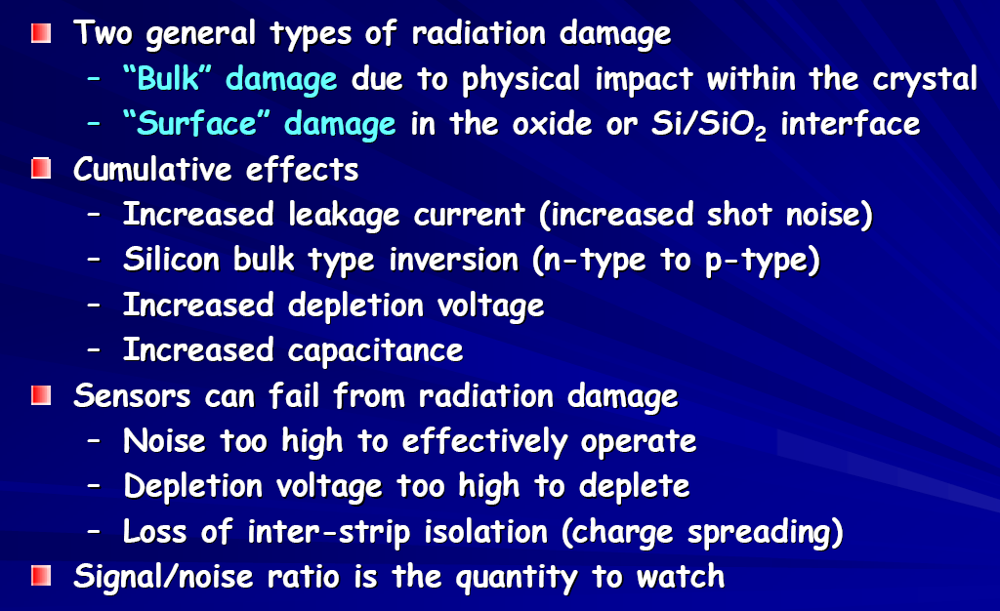 Two general types of radiation damage
– “Bulk” damage due to physical impact within the crystal
– “Surface” damage in the oxide or Si/SiO₂ interface
Cumulative effects
– Increased leakage current (increased shot noise)
– Silicon bulk type inversion (n-type to p-type)
– Increased depletion voltage
– Increased capacitance
Sensors can fail from radiation damage
– Noise too high to effectively operate
– Depletion voltage too high to deplete
– Loss of inter-strip isolation (charge spreading)
Signal/noise ratio is the quantity to watch